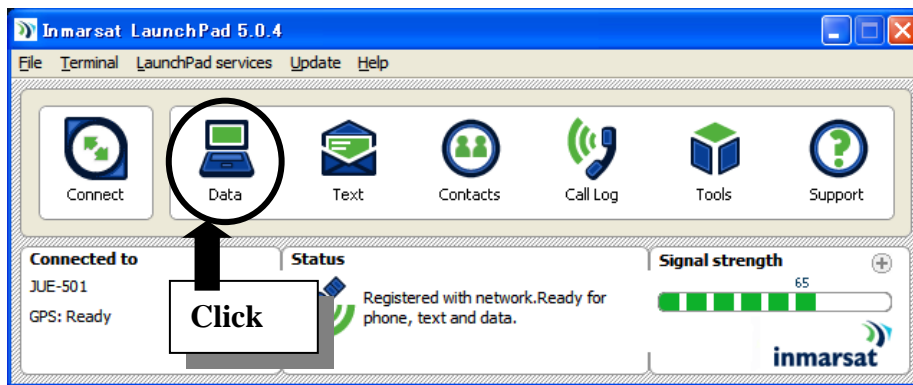 Inmarsat LaunchPad 5.0.4
File Terminal LaunchPad services Update Help
Connect Data Text Contacts Call Log Tools Support
Connected to
JUE-501
GPS: Ready
Click
Status
Registered with network.Ready for
phone, text and data.
Signal strength
65
inmarsat